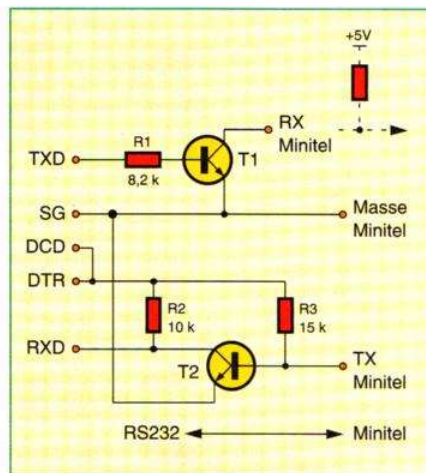 +5V
RX
Minitel
R1
TXD
T1
8,2 k
SG
Masse
Minitel
DCD
DTR
R2
10 k
R3
15 k
RXD
T2
TX
Minitel
RS232
Minitel